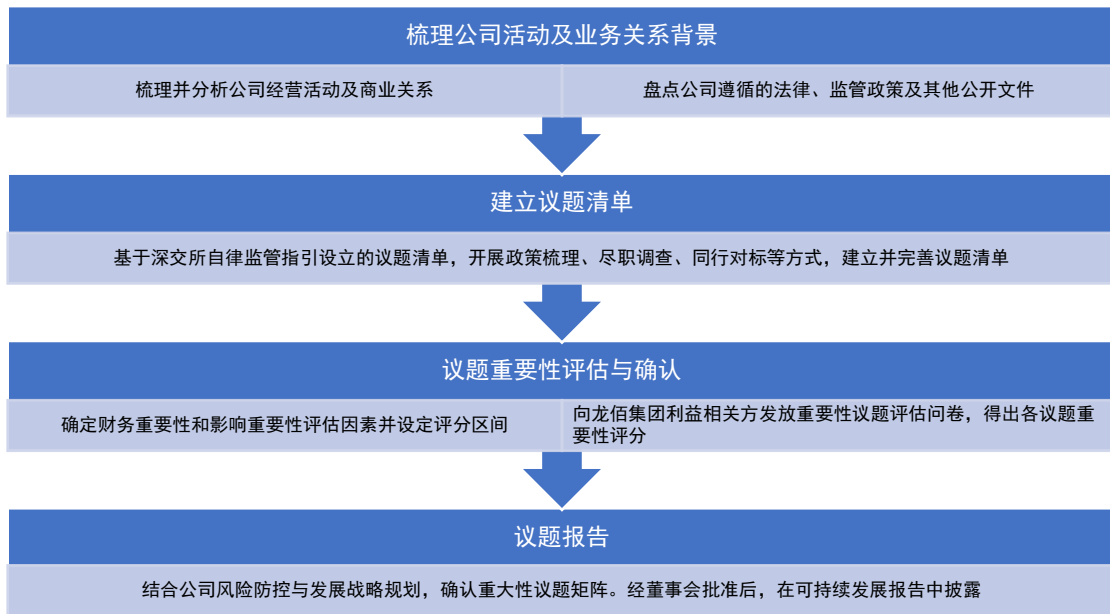 梳理公司活动及业务关系背景
梳理并分析公司经营活动及商业关系
盘点公司遵循的法律、监管政策及其他公开文件
建立议题清单
基于深交所自律监管指引设立的议题清单，开展政策梳理、尽职调查、同行对标等方式，建立并完善议题清单
议题重要性评估与确认
确定财务重要性和影响重要性评估因素并设定评分区间
向龙佰集团利益相关方发放重要性议题评估问卷，得出各议题重
要性评分
议题报告
结合公司风险防控与发展战略规划，确认重大性议题矩阵。经董事会批准后，在可持续发展报告中披露